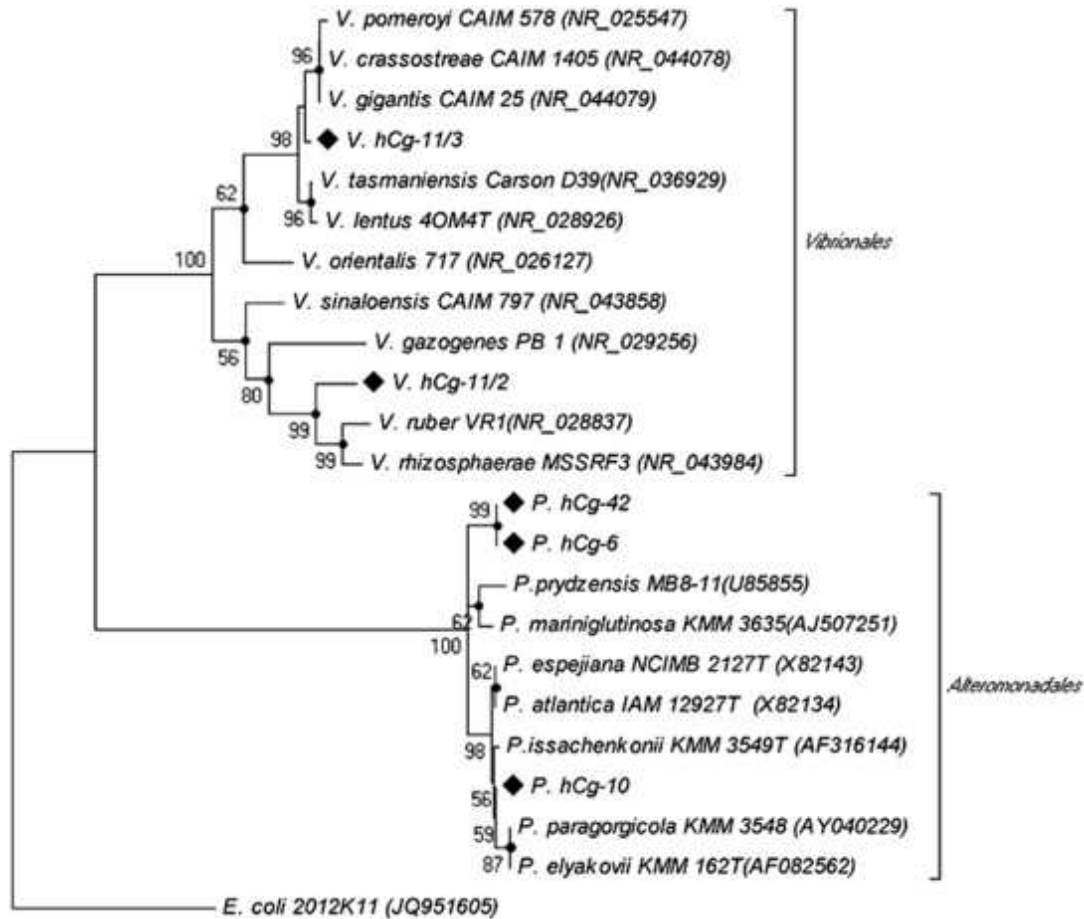 V. pomeroyi CAIM 578 (NR_025547)
96
V. crassostreae CAIM 1405 (NR_044078)
V. gigantis CAIM 25 (NR_044079)
98
V. hCg-11/3
V. tasmaniensis Carson D39(NR_036929)
62
96
V. lentus 4OM4T (NR_028926)
Vibrionales
100
V. orientalis 717 (NR_026127)
V. sinaloensis CAIM 797 (NR_043858)
V. gazogenes PB 1 (NR_029256)
56
80
V. hCg-11/2
99
V. ruber VR1(NR_028837)
99
V. rhizosphaerae MSSRF3 (NR_043984)
99
P. hCg-42
P. hCg-6
P.prydzensis MB8-11(U85855)
62
P. mariniglutinosa KMM 3635(AJ507251)
100
62
P. espejiana NCIMB 2127T (X82143)
Alteromonadales
P. atlantica IAM 12927T (X82134)
98
P.issachenkonii KMM 3549T (AF316144)
P. hCg-10
56
59
P. paragorgicola KMM 3548 (AY040229)
87
P. elyakovii KMM 162T(AF082562)
E. coli 2012K11 (JQ951605)